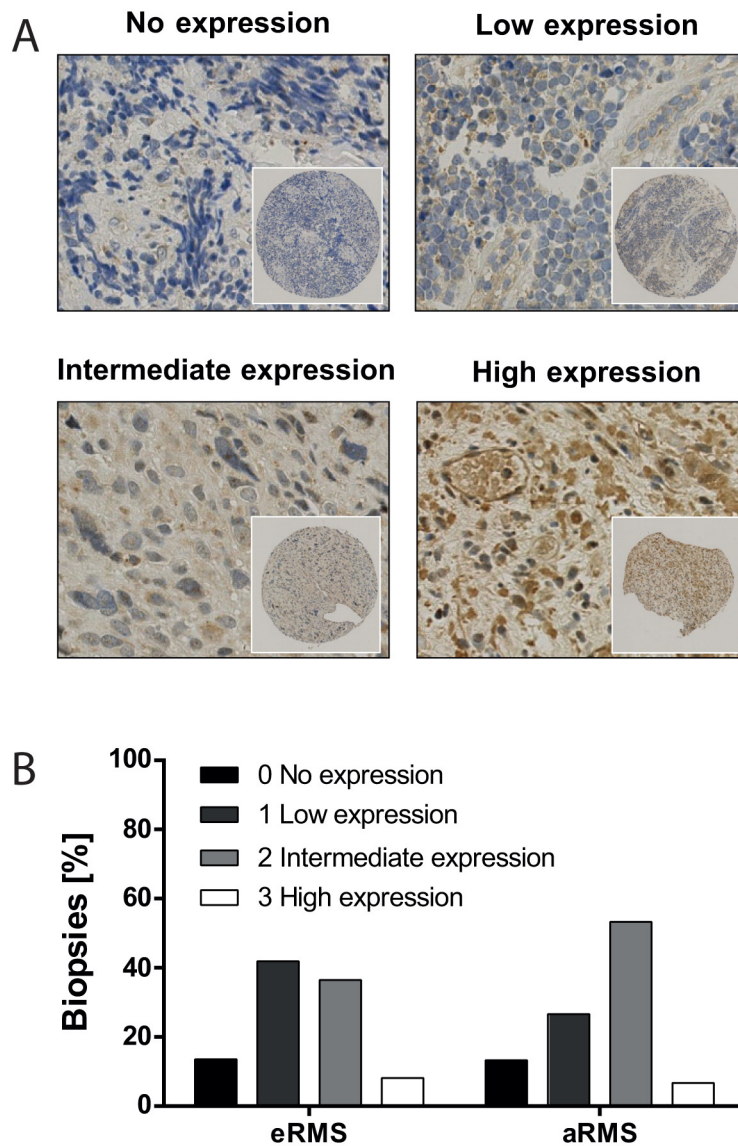 A
No expression
Low expression
Intermediate expression
High expression
B
100
80
60
40
20
0
Biopsies [%]
0 No expression
1 Low expression
2 Intermediate expression
3 High expression
eRMS
aRMS